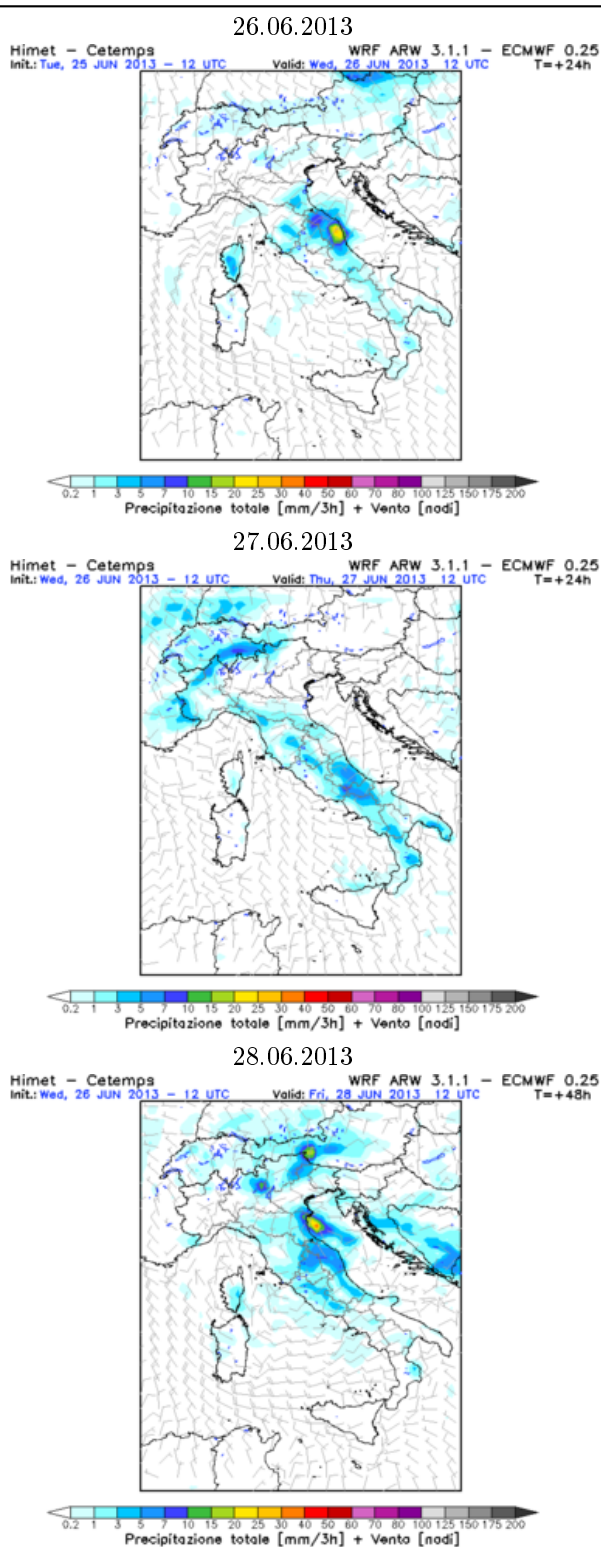 26.06.2013
Himet – Cetemps WRF ARW 3.1.1 – ECMWF 0.25
Init.: Tue, 25 JUN 2013 – 12 UTC Valid: Wed, 26 JUN 2013 12 UTC T=+24h
0.2 1 3 5 7 10 15 20 25 30 40 50 60 70 80 100 125 150 175 200
Precipitazione totale [mm/3h] + Vento [nodi]
27.06.2013
Himet – Cetemps WRF ARW 3.1.1 – ECMWF 0.25
Init.: Wed, 26 JUN 2013 – 12 UTC Valid: Thu, 27 JUN 2013 12 UTC T=+24h
0.2 1 3 5 7 10 15 20 25 30 40 50 60 70 80 100 125 150 175 200
Precipitazione totale [mm/3h] + Vento [nodi]
28.06.2013
Himet – Cetemps WRF ARW 3.1.1 – ECMWF 0.25
Init.: Wed, 26 JUN 2013 – 12 UTC Valid: Fri, 28 JUN 2013 12 UTC T=+48h
0.2 1 3 5 7 10 15 20 25 30 40 50 60 70 80 100 125 150 175 200
Precipitazione totale [mm/3h] + Vento [nodi]